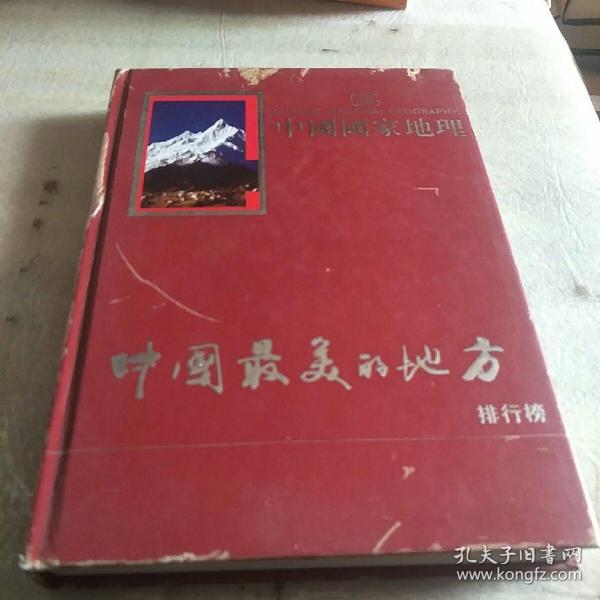 CHINESE NATIONAL GEOGRAPHY
中國國家地理
中國最美的地方
排行榜
孔夫子旧书网
www.kongfz.com